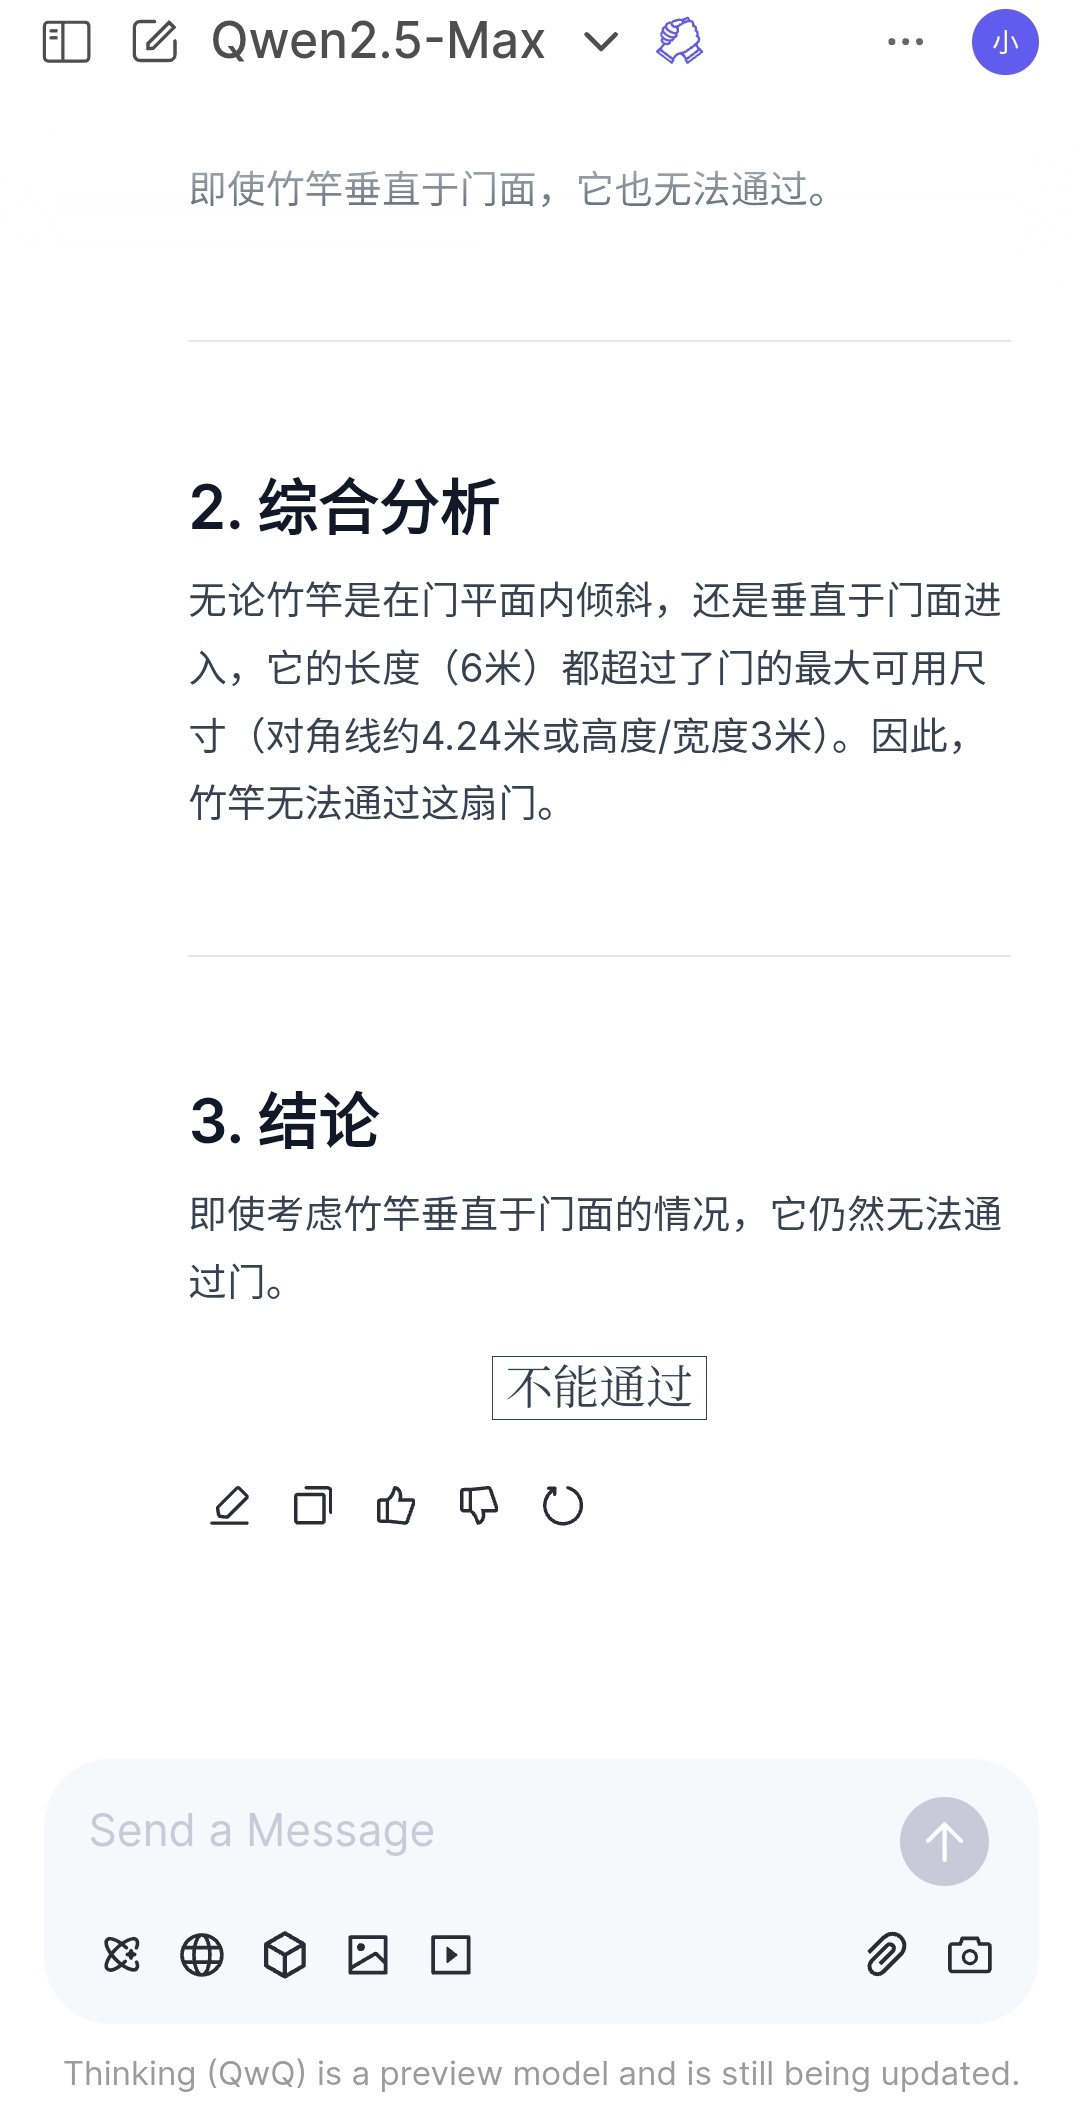 Qwen2.5-Max
小
即使竹竿垂直于门面，它也无法通过。
2. 综合分析
无论竹竿是在门平面内倾斜，还是垂直于门面进
入，它的长度（6米）都超过了门的最大可用尺
寸（对角线约4.24米或高度/宽度3米）。因此，
竹竿无法通过这扇门。
3. 结论
即使考虑竹竿垂直于门面的情况，它仍然无法通
过门。
不能通过
Send a Message
Thinking (QwQ) is a preview model and is still being updated.